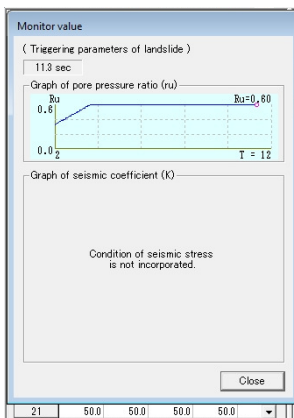 Monitor value
( Triggering parameters of landslide )
11.3 sec
Graph of pore pressure ratio (ru)
Ru
Ru=0.60
0.6
0.0
2
T = 12
Graph of seismic coefficient (K)
Condition of seismic stress
is not incorporated.
Close
21 50.0 50.0 50.0 50.0